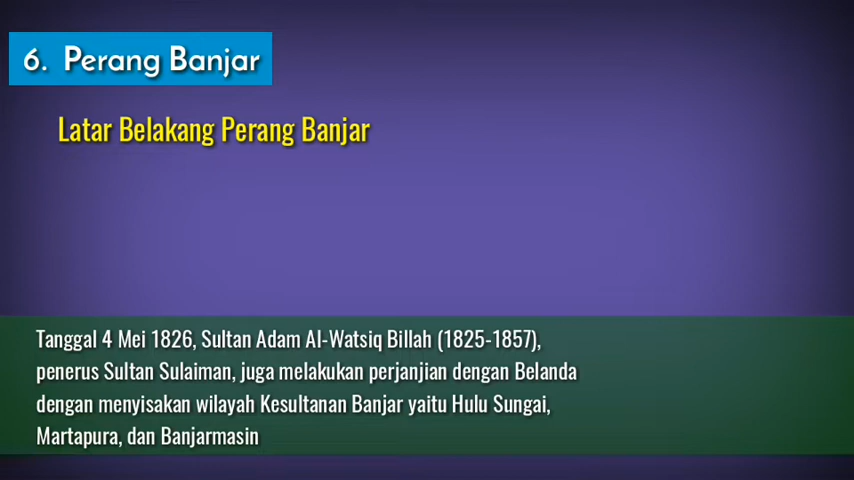 6. Perang Banjar
Latar Belakang Perang Banjar
Tanggal 4 Mei 1826, Sultan Adam Al-Watsiq Billah (1825-1857),
penerus Sultan Sulaiman, juga melakukan perjanjian dengan Belanda
dengan menyisakan wilayah Kesultanan Banjar yaitu Hulu Sungai,
Martapura, dan Banjarmasin